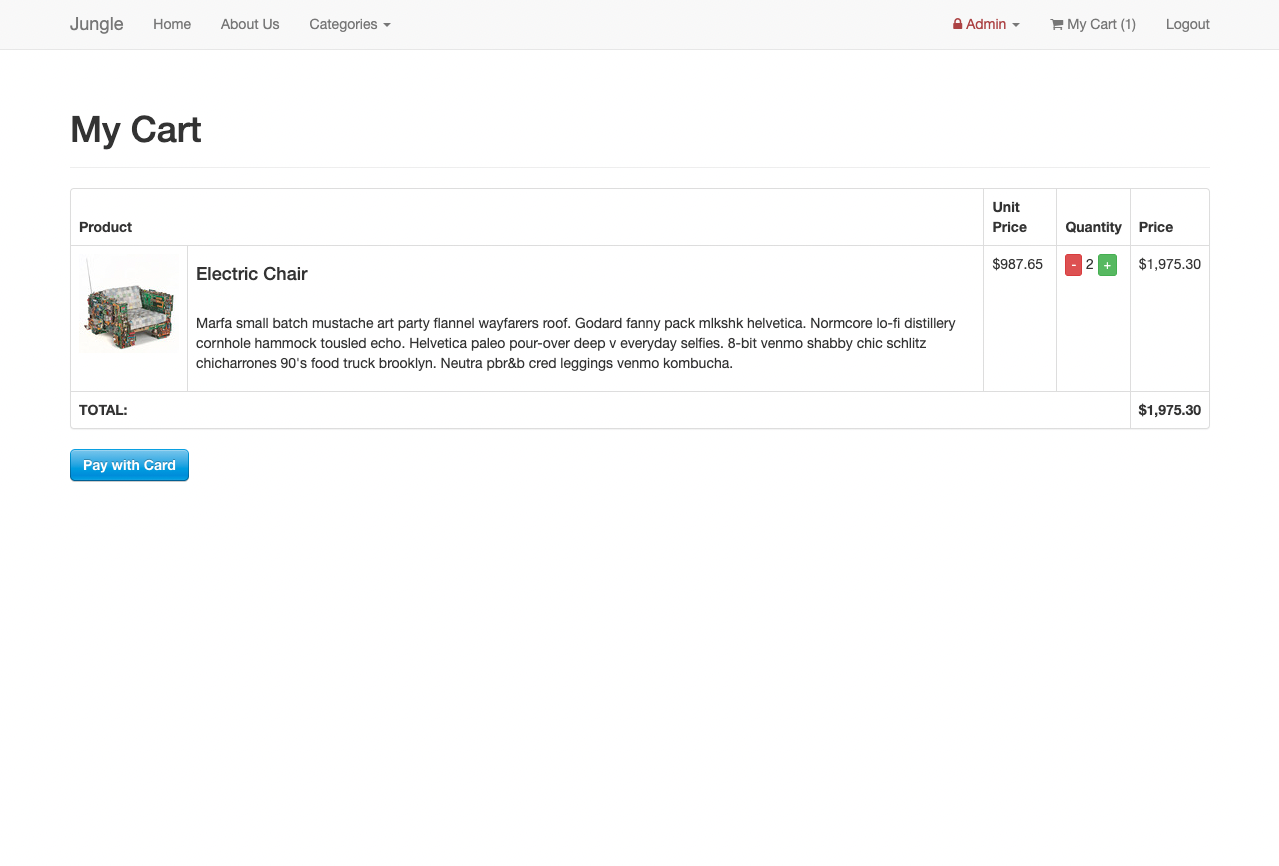 Jungle Home About Us Categories Admin My Cart (1) Logout
My Cart
Product Unit Price Quantity Price
Electric Chair $987.65 - 2 + $1,975.30
Marfa small batch mustache art party flannel wayfarers roof. Godard fanny pack mlkshk helvetica. Normcore lo-fi distillery
cornhole hammock tousled echo. Helvetica paleo pour-over deep v everyday selfies. 8-bit venmo shabby chic schlitz
chicharrones 90's food truck brooklyn. Neutra pbr&b cred leggings venmo kombucha.
TOTAL: $1,975.30
Pay with Card